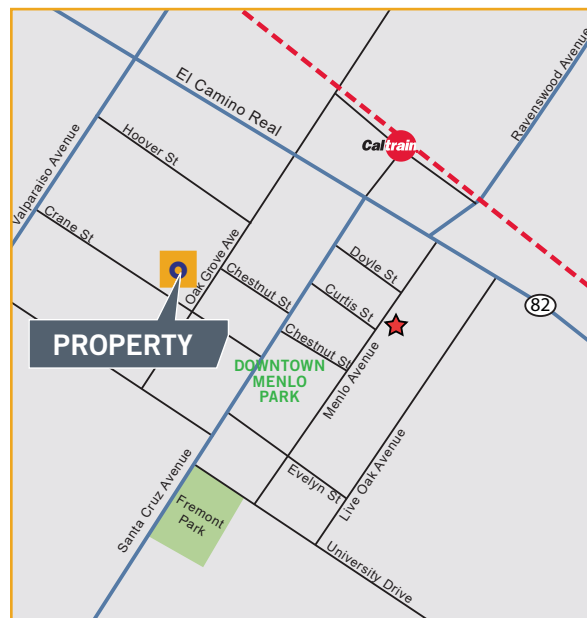 El Camino Real
Ravenswood Avenue
Caltrain
Hoover St
Valparaiso Avenue
Crane St
Oak Grove Ave
Doyle St
Chestnut St
Curtis St
82
PROPERTY
Chestnut St
DOWNTOWN
MENLO
PARK
Menlo Avenue
Evelyn St
Live Oak Avenue
Santa Cruz Avenue
Fremont
Park
University Drive